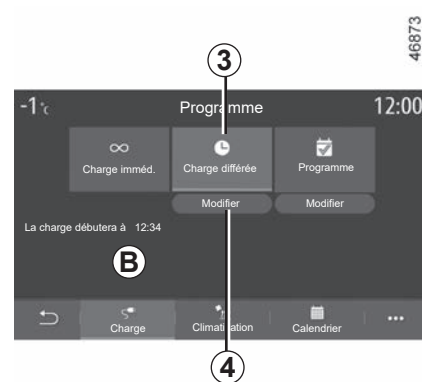 46873
3
-1°c Programme 12:00
Charge imméd. Charge différée Programme
Modifier Modifier
La charge débutera à 12:34
B
Charge Climatisation Calendrier
4